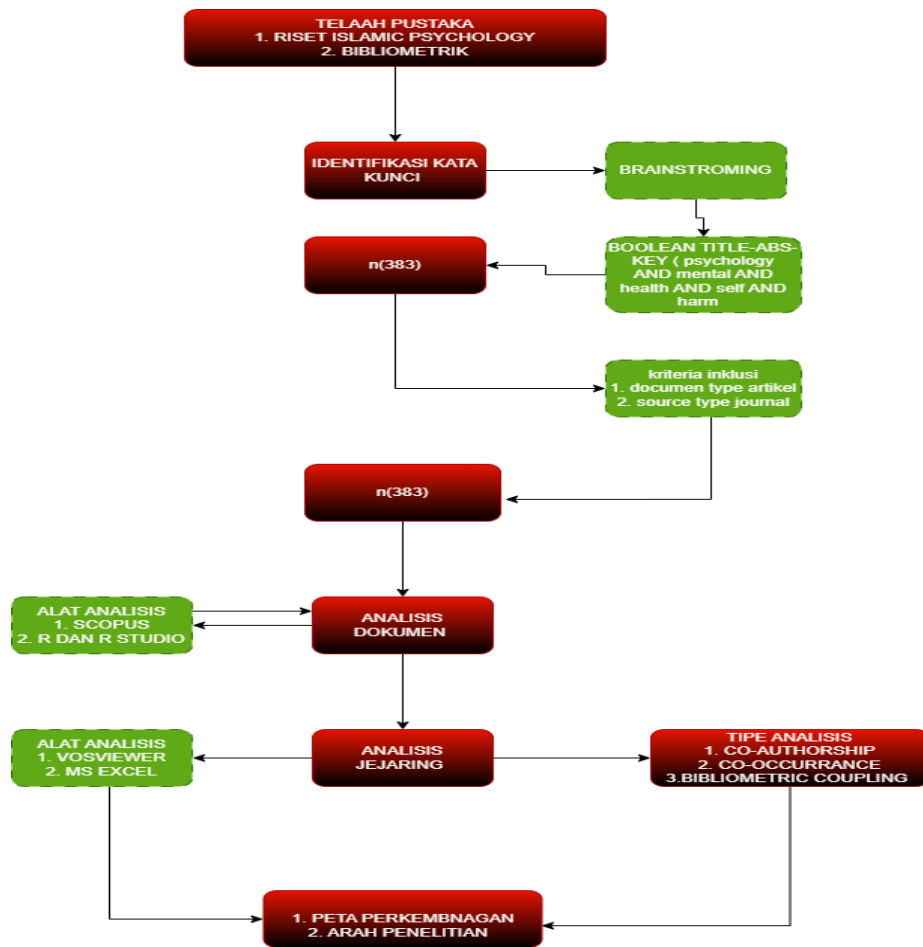 TELAAH PUSTAKA
1. RISET ISLAMIC PSYCHOLOGY
2. BIBLIOMETRIK
IDENTIFIKASI KATA
KUNCI
BRAINSTROMING
BOOLEAN TITLE-ABS-
KEY ( psychology
AND mental AND
health AND self AND
harm
n(383)
kriteria inklusi
1. documen type artikel
2. source type journal
n(383)
ALAT ANALISIS
1. SCOPUS
2. R DAN R STUDIO
ANALISIS
DOKUMEN
ALAT ANALISIS
1. VOSVIEWER
2. MS EXCEL
ANALISIS
JEJARING
TIPE ANALISIS
1. CO-AUTHORSHIP
2. CO-OCCURRANCE
3.BIBLIOMETRIC COUPLING
1. PETA PERKEMBNAGAN
2. ARAH PENELITIAN